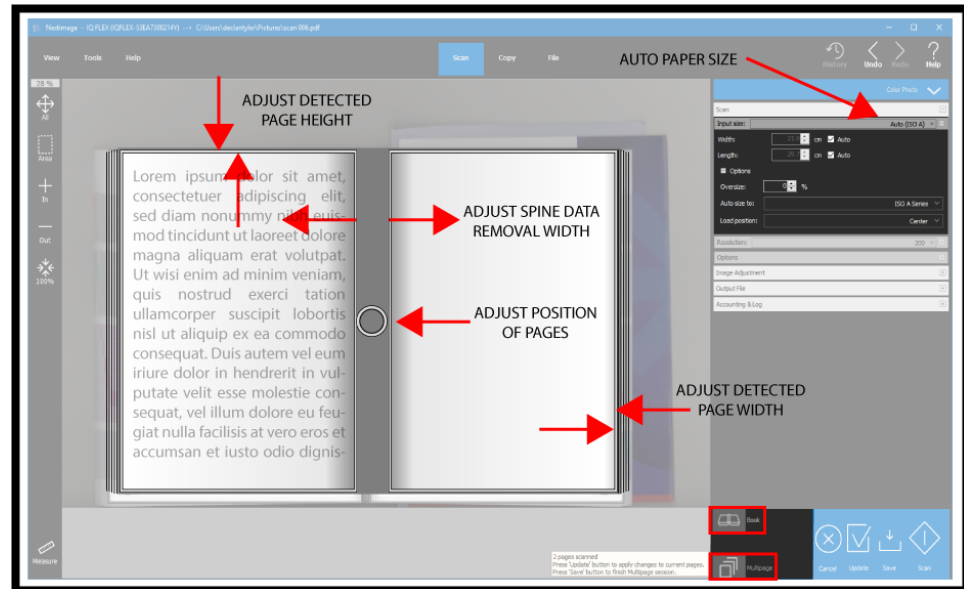 Nextimage - IQ FLEX (IQFLEX-53EA7300214Y) --> C:\Users\declantyler\Pictures\scan 006.pdf
View Tools Help
Scan Copy File
AUTO PAPER SIZE
History Undo Redo Help
28 %
All
Area
In
Out
100%
Measure
ADJUST DETECTED
PAGE HEIGHT
Lorem ipsum dolor sit amet,
consectetuer adipiscing elit,
sed diam nonummy nibh euis-
mod tincidunt ut laoreet dolore
magna aliquam erat volutpat.
Ut wisi enim ad minim veniam,
quis nostrud exerci tation
ullamcorper suscipit lobortis
nisl ut aliquip ex ea commodo
consequat. Duis autem vel eum
iriure dolor in hendrerit in vul-
putate velit esse molestie con-
sequat, vel illum dolore eu feu-
giat nulla facilisis at vero eros et
accumsan et iusto odio dignis-
ADJUST SPINE DATA
REMOVAL WIDTH
ADJUST POSITION
OF PAGES
ADJUST DETECTED
PAGE WIDTH
Color Photo
Scan
Input size: Auto (ISO A)
Width: 21.0 cm Auto
Length: 29.7 cm Auto
Options
Oversize: 0 %
Auto size to: ISO A Series
Load position: Center
Resolution: 200
Options
Image Adjustment
Output File
Accounting & Log
Book
Multipage
2 pages scanned
Press 'Update' button to apply changes to current pages.
Press 'Save' button to finish Multipage session.
Cancel Update Save Scan